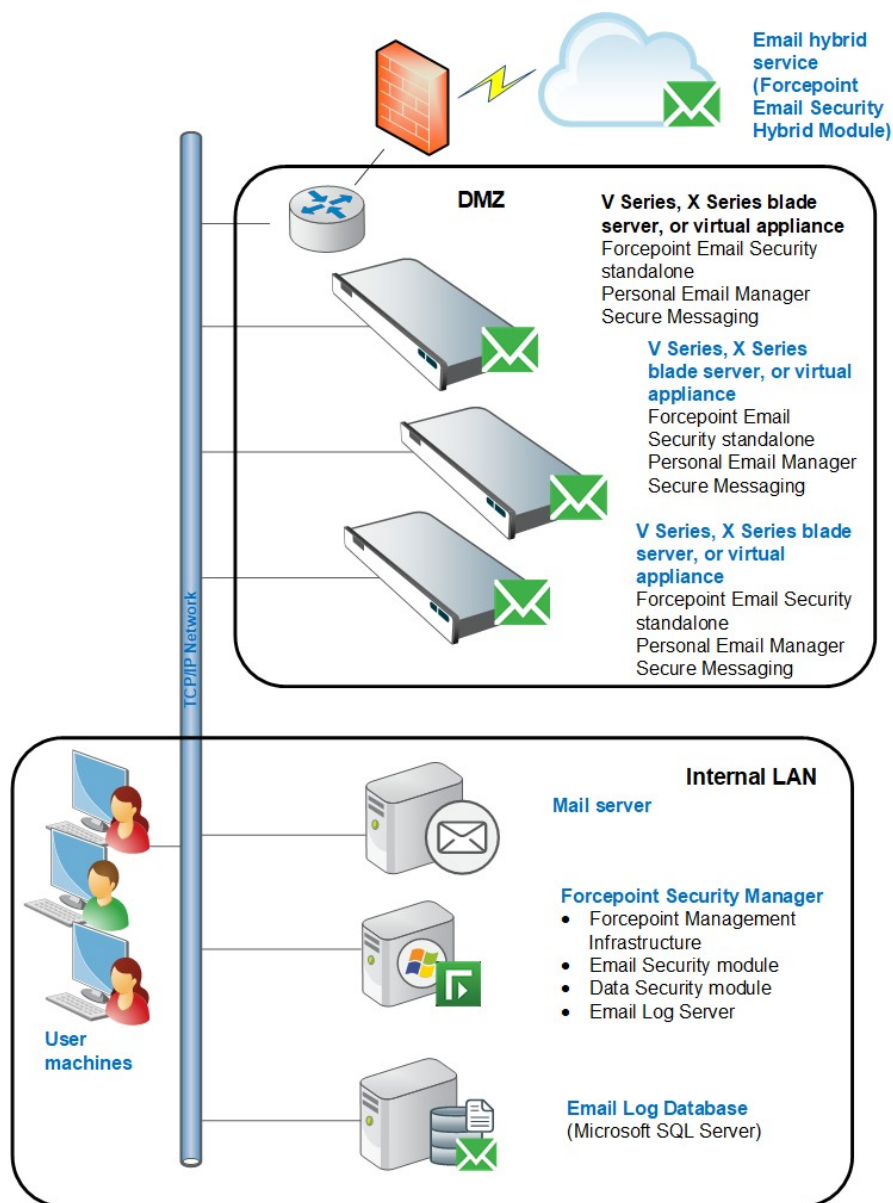 Email hybrid
service
(Forcepoint
Email Security
Hybrid Module)
DMZ
V Series, X Series blade
server, or virtual appliance
Forcepoint Email Security
standalone
Personal Email Manager
Secure Messaging
V Series, X Series
blade server, or virtual
appliance
Forcepoint Email
Security standalone
Personal Email Manager
Secure Messaging
V Series, X Series blade
server, or virtual
appliance
Forcepoint Email Security
standalone
Personal Email Manager
Secure Messaging
TCP/IP Network
Internal LAN
Mail server
Forcepoint Security Manager
• Forcepoint Management
Infrastructure
• Email Security module
• Data Security module
• Email Log Server
User
machines
Email Log Database
(Microsoft SQL Server)